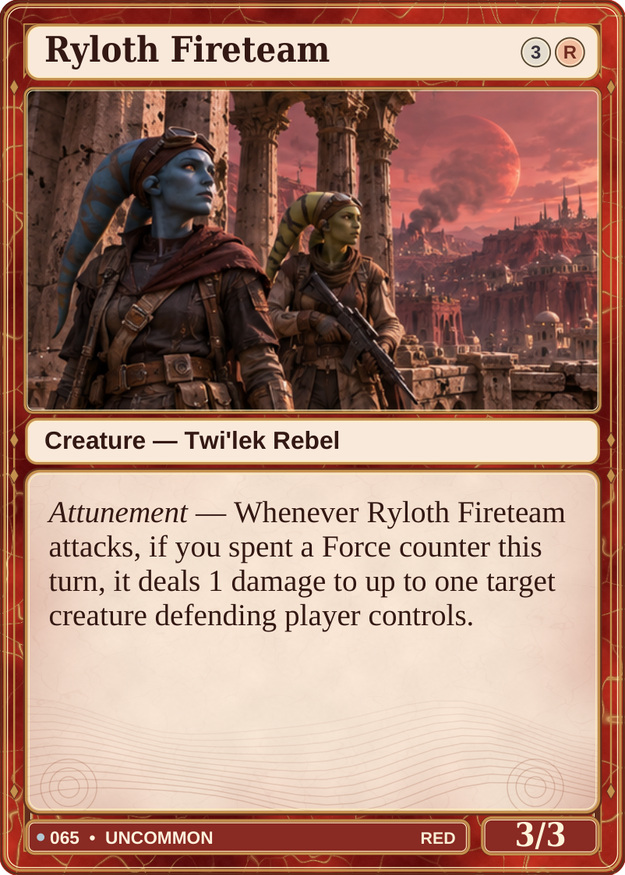 Ryloth Fireteam
3 R
Creature — Twi'lek Rebel
Attunement — Whenever Ryloth Fireteam
attacks, if you spent a Force counter this
turn, it deals 1 damage to up to one target
creature defending player controls.
065 • UNCOMMON RED
3/3